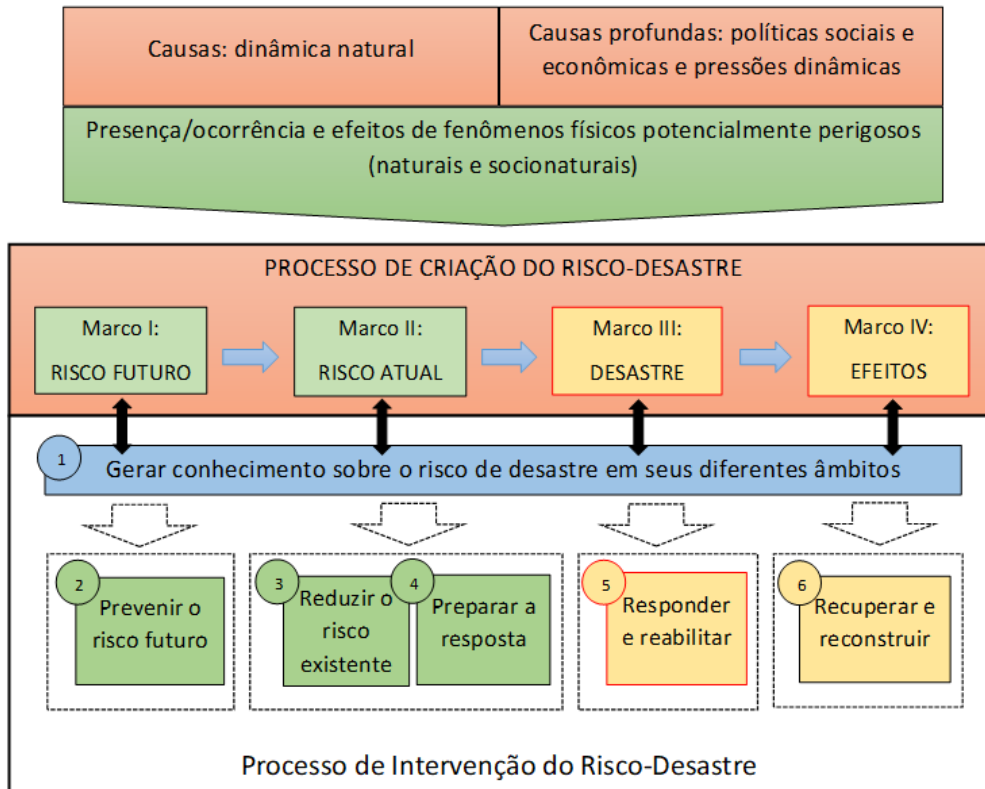 Causas: dinâmica natural
Causas profundas: políticas sociais e
econômicas e pressões dinâmicas
Presença/ocorrência e efeitos de fenômenos físicos potencialmente perigosos
(naturais e socionaturais)
PROCESSO DE CRIAÇÃO DO RISCO-DESASTRE
Marco I:
RISCO FUTURO
Marco II:
RISCO ATUAL
Marco III:
DESASTRE
Marco IV:
EFEITOS
1
Gerar conhecimento sobre o risco de desastre em seus diferentes âmbitos
2
Prevenir o
risco futuro
3
Reduzir o
risco
existente
4
Preparar a
resposta
5
Responder
e reabilitar
6
Recuperar e
reconstruir
Processo de Intervenção do Risco-Desastre